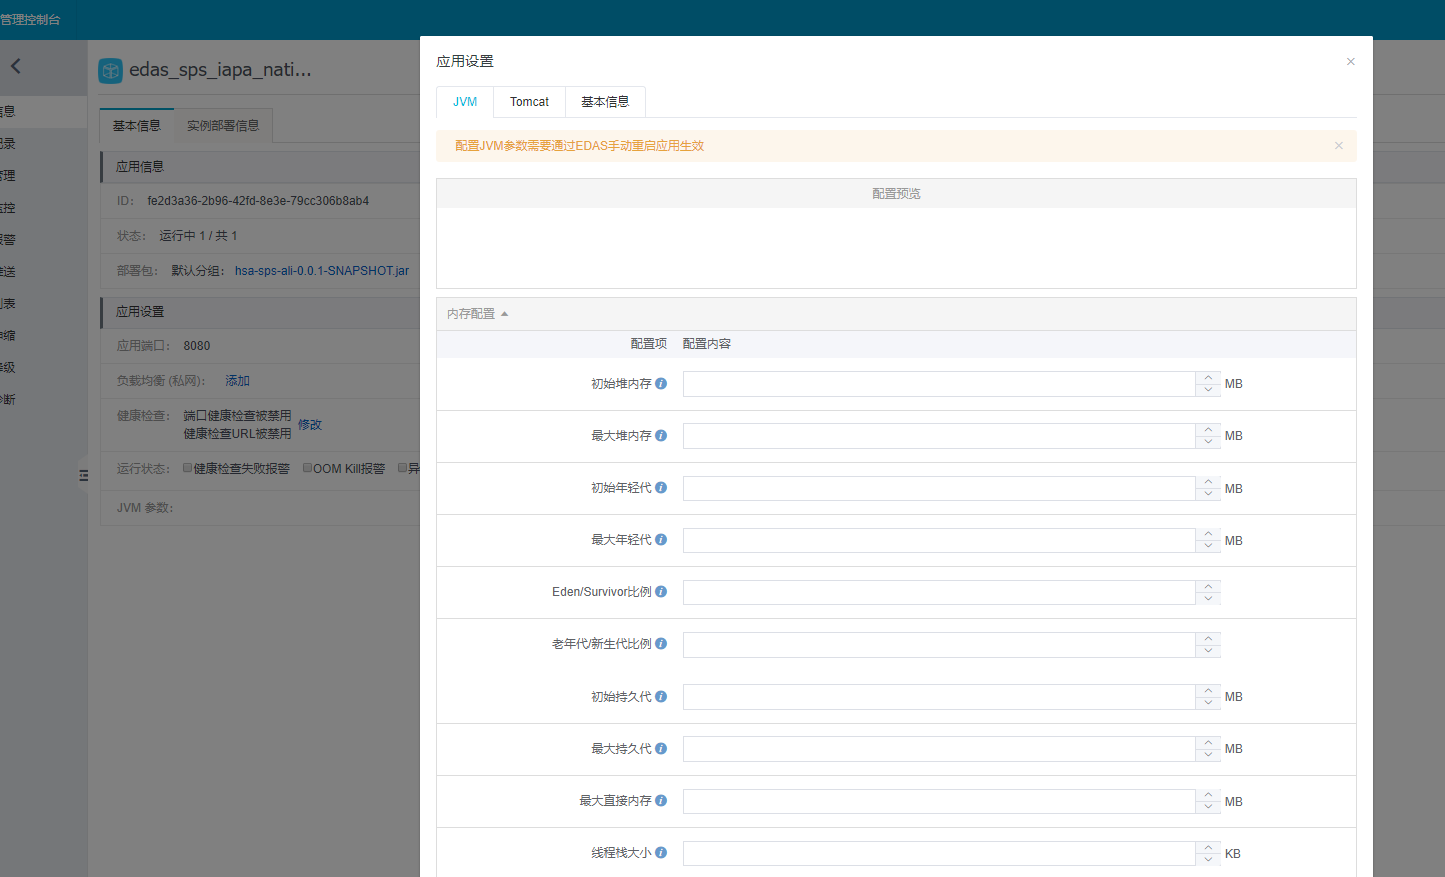 管理控制台
edas_sps_iapa_nati...
基本信息
实例部署信息
应用信息
ID: fe2d3a36-2b96-42fd-8e3e-79cc306b8ab4
状态: 运行中 1 / 共 1
部署包: 默认分组: hsa-sps-ali-0.0.1-SNAPSHOT.jar
应用设置
应用端口: 8080
负载均衡 (私网): 添加
健康检查: 端口健康检查被禁用
健康检查URL被禁用 修改
运行状态: 健康检查失败报警 OOM Kill报警 异
JVM 参数:
信息
记录
管理
监控
报警
推送
列表
伸缩
降级
诊断
应用设置
JVM
Tomcat
基本信息
配置JVM参数需要通过EDAS手动重启应用生效
配置预览
内存配置
配置项 配置内容
初始堆内存 MB
最大堆内存 MB
初始年轻代 MB
最大年轻代 MB
Eden/Survivor比例
老年代/新生代比例
初始持久代 MB
最大持久代 MB
最大直接内存 MB
线程栈大小 KB